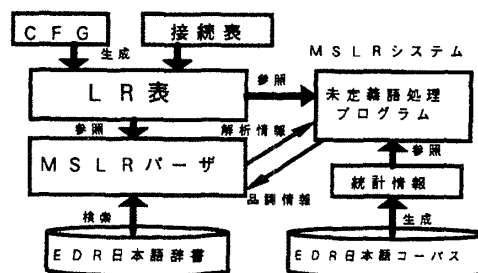 CFG
接続表
生成
MSLRシステム
LR表
参照
未定義語処理
プログラム
参照
解析情報
MSLRパーザ
参照
統計情報
品詞情報
検索
生成
EDR日本語辞書
EDR日本語コーパス